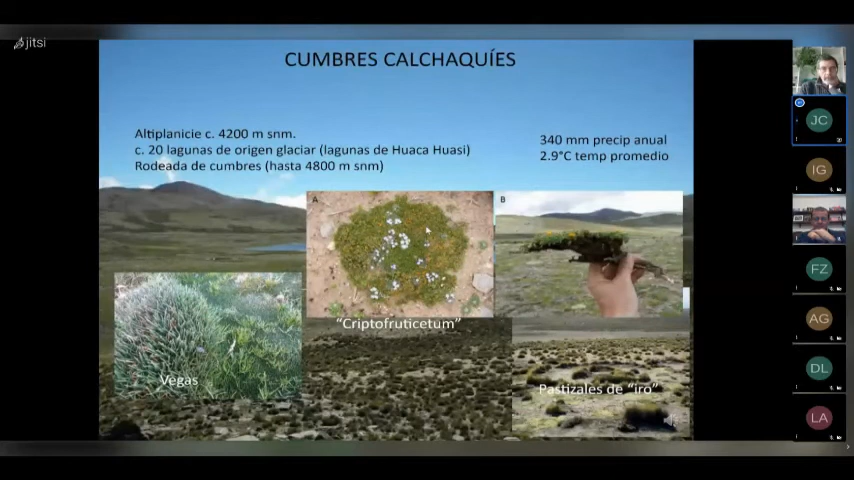 jitsi
CUMBRES CALCHAQUÍES
Altiplanicie c. 4200 m snm.
c. 20 lagunas de origen glaciar (lagunas de Huaca Huasi)
Rodeada de cumbres (hasta 4800 m snm)
340 mm precip anual
2.9°C temp promedio
A
B
"Criptofruticetum"
Vegas
Pastizales de "iro"
JC
IG
FZ
AG
DL
LA